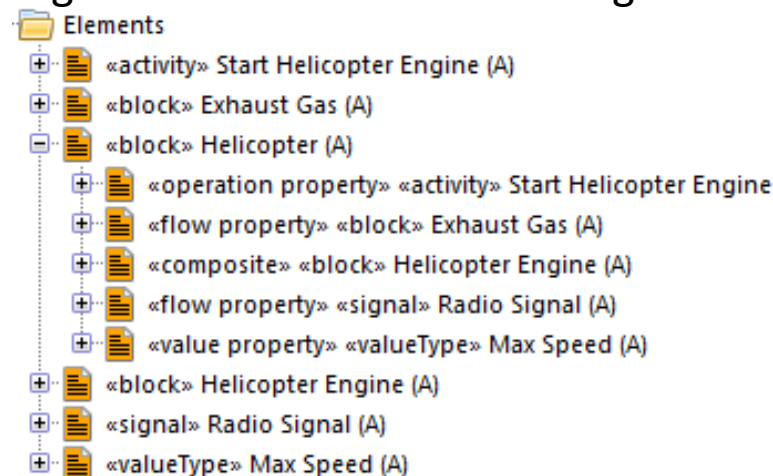 Elements
«activity» Start Helicopter Engine (A)
«block» Exhaust Gas (A)
«block» Helicopter (A)
«operation property» «activity» Start Helicopter Engine
«flow property» «block» Exhaust Gas (A)
«composite» «block» Helicopter Engine (A)
«flow property» «signal» Radio Signal (A)
«value property» «valueType» Max Speed (A)
«block» Helicopter Engine (A)
«signal» Radio Signal (A)
«valueType» Max Speed (A)